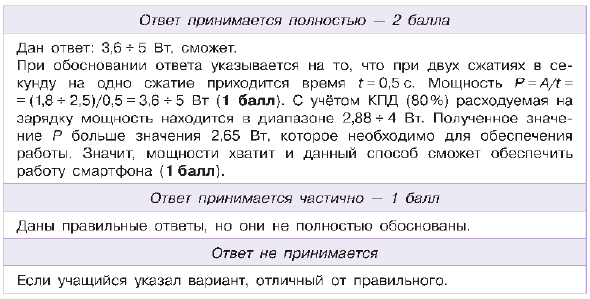 Ответ принимается полностью — 2 балла
Дан ответ: 3,6 ÷ 5 Вт, сможет.
При обосновании ответа указывается на то, что при двух сжатиях в се-
кунду на одно сжатие приходится время t = 0,5 с. Мощность P = A/t =
= (1,8 ÷ 2,5)/0,5 = 3,6 ÷ 5 Вт (1 балл). С учётом КПД (80 %) расходуемая на
зарядку мощность находится в диапазоне 2,88 ÷ 4 Вт. Полученное значе-
ние P больше значения 2,65 Вт, которое необходимо для обеспечения
работы. Значит, мощности хватит и данный способ сможет обеспечить
работу смартфона (1 балл).
Ответ принимается частично — 1 балл
Даны правильные ответы, но они не полностью обоснованы.
Ответ не принимается
Если учащийся указал вариант, отличный от правильного.